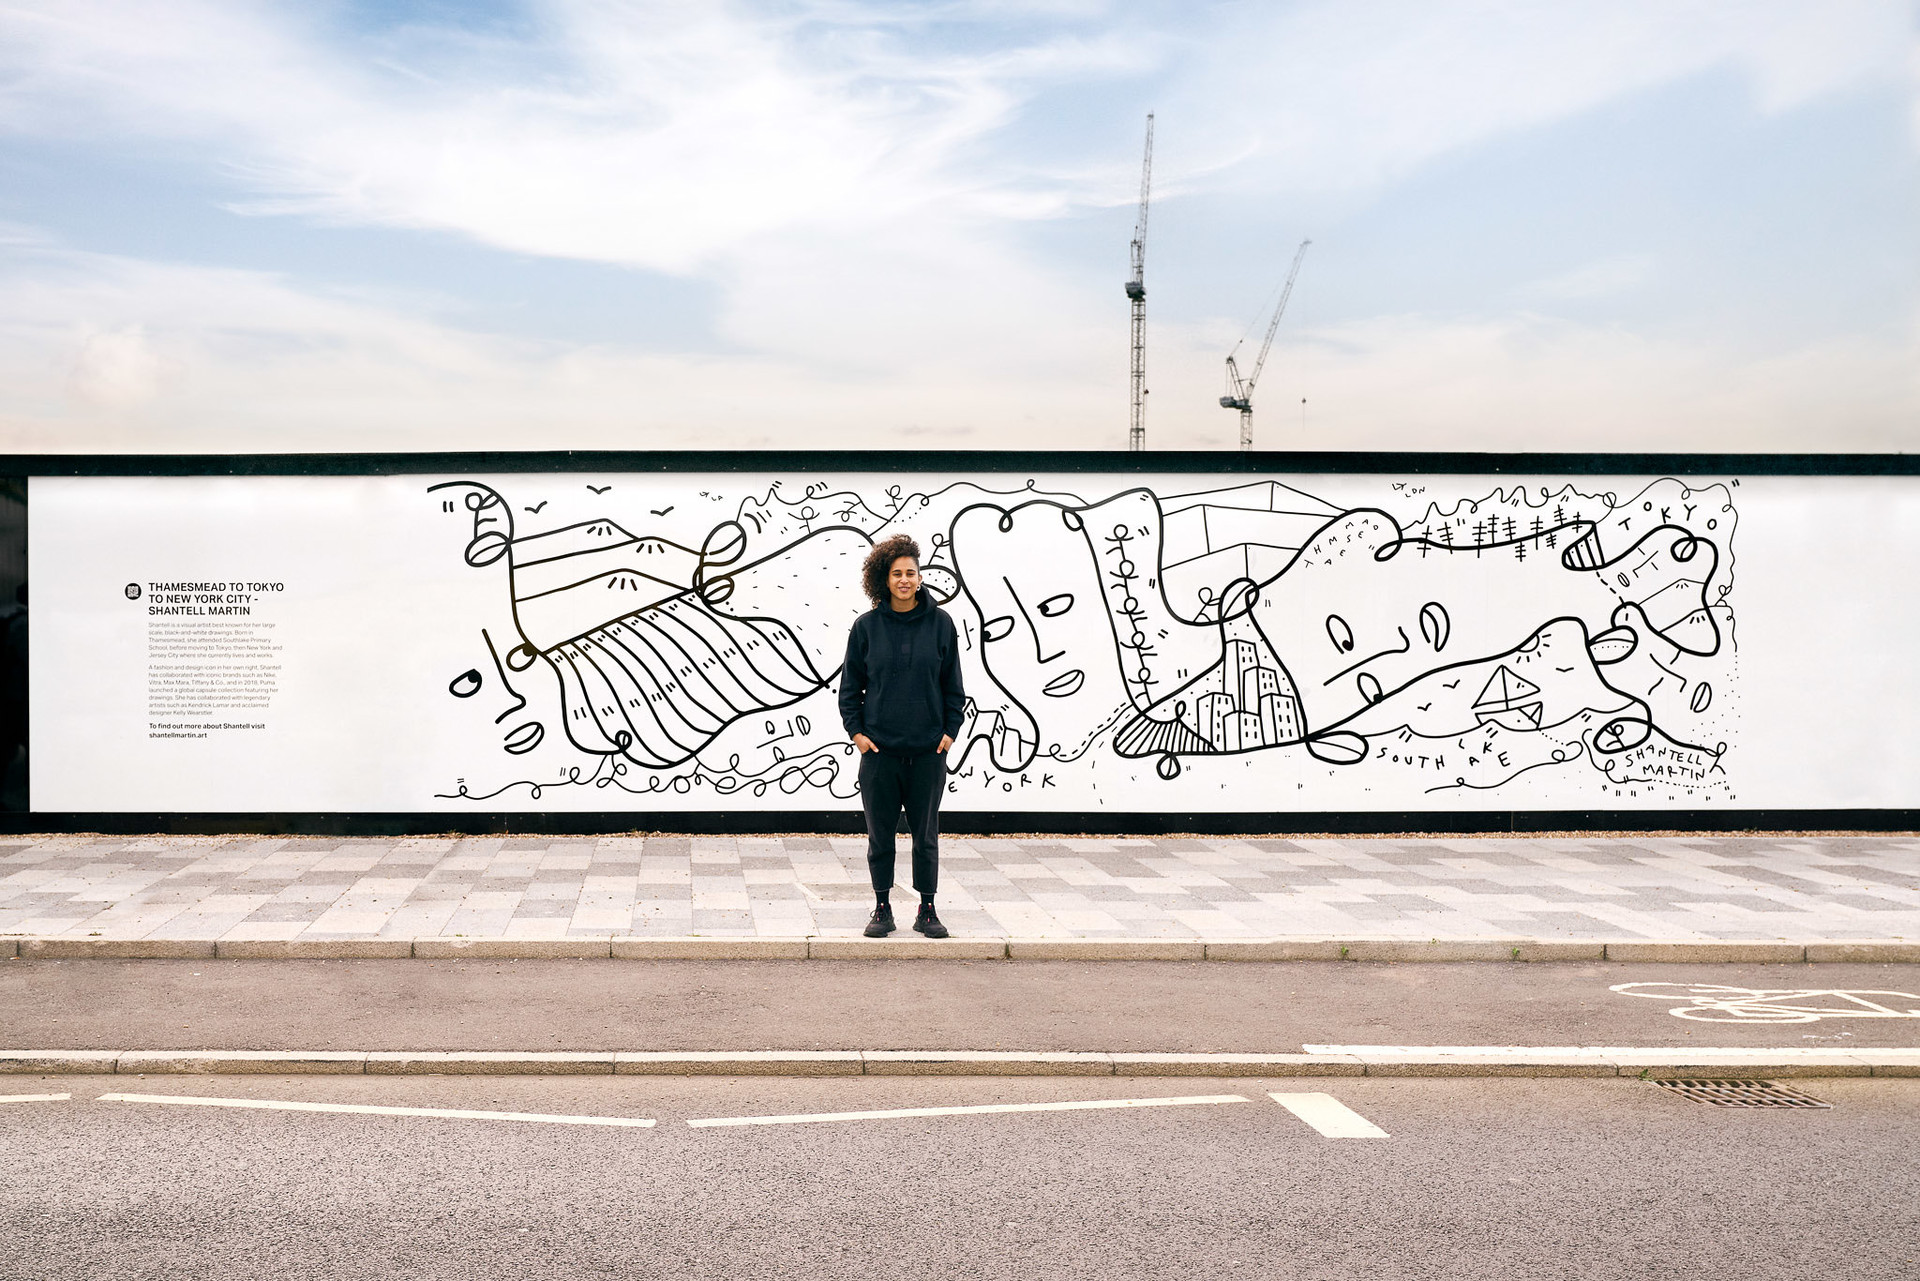 THAMESMEAD TO TOKYO
TO NEW YORK CITY -
SHANTELL MARTIN
Shantell is a visual artist best known for her large
scale, black-and-white drawings. Born in
Thamesmead, she attended Southlake Primary
School, before moving to Tokyo, then New York and
Jersey City where she currently lives and works.
A fashion and design icon in her own right, Shantell
has collaborated with iconic brands such as Nike,
Vitra, Max Mara, Tiffany & Co., and in 2018, Puma
launched a global capsule collection featuring her
drawings. She has collaborated with legendary
artists such as Kendrick Lamar and acclaimed
designer Kelly Wearstler.
To find out more about Shantell visit
shantellmartin.art
EW YORK
TOKYO
SOUTH LAKE
SHANTELL
MARTIN